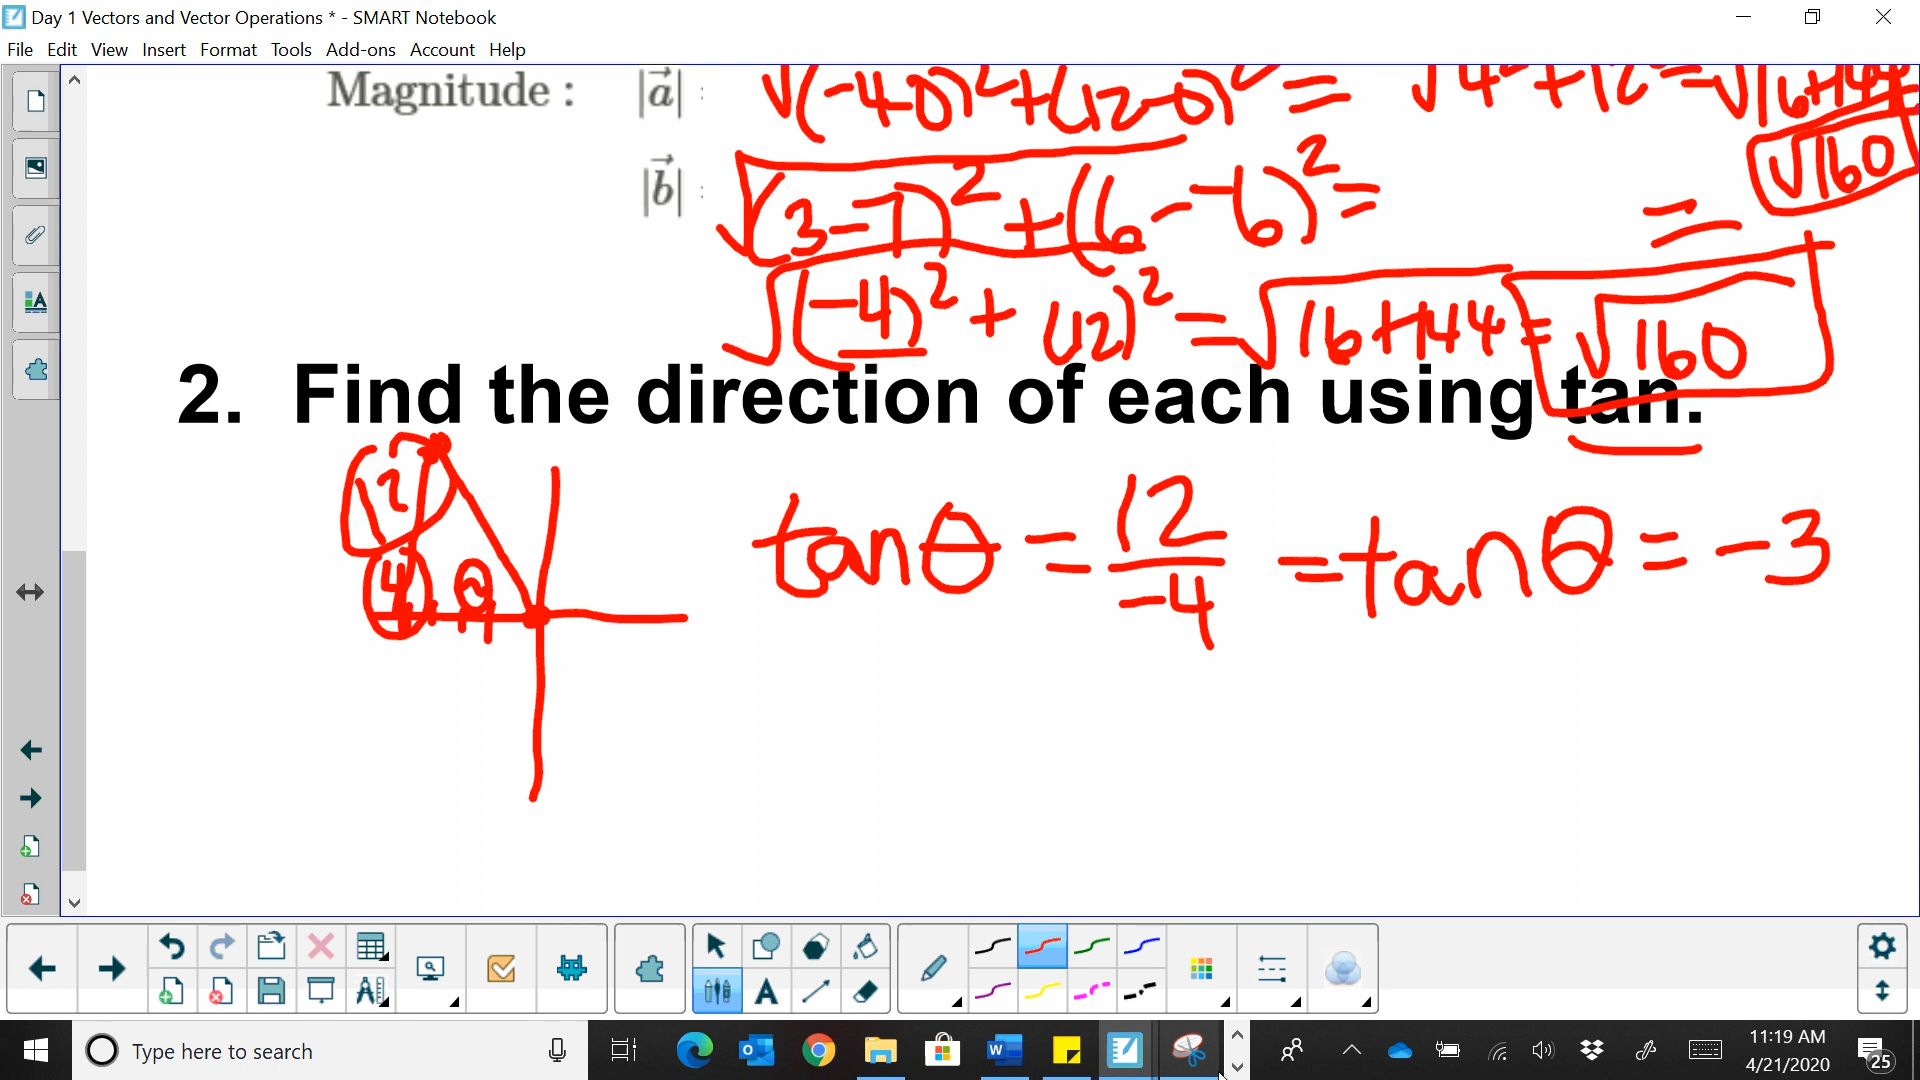 Day 1 Vectors and Vector Operations * - SMART Notebook
File Edit View Insert Format Tools Add-ons Account Help
Magnitude : |a⃗| : √(-4-0)²+(12-0)² = √4²+12² = √16+144
√160
|b⃗| : √(3-7)² + (6--6)² = =
√(-4)² + (12)² = √16+144 = √160
2. Find the direction of each using tan.
12
4 θ
tanθ = 12/-4 = tanθ = -3
Type here to search
11:19 AM
4/21/2020
25